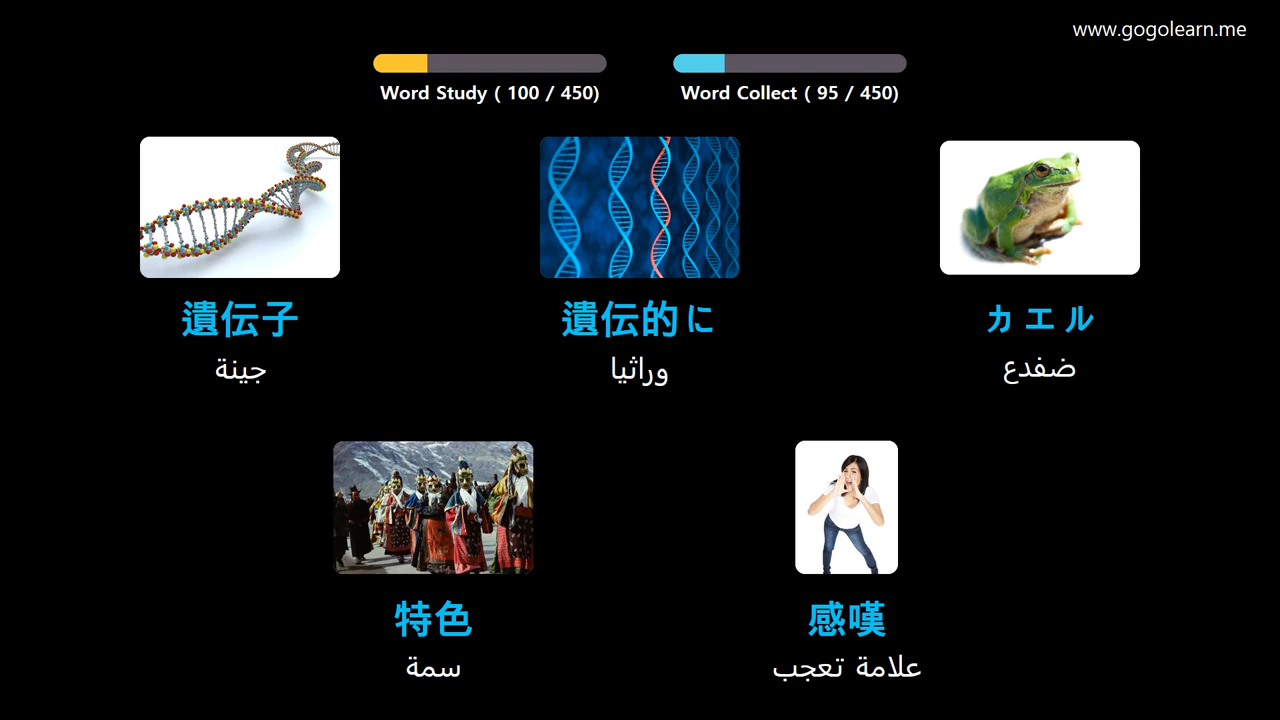 www.gogolearn.me
Word Study ( 100 / 450)
Word Collect ( 95 / 450)
遺伝子
遺伝的に
カエル
جينة
وراثيا
ضفدع
特色
感嘆
سمة
علامة تعجب